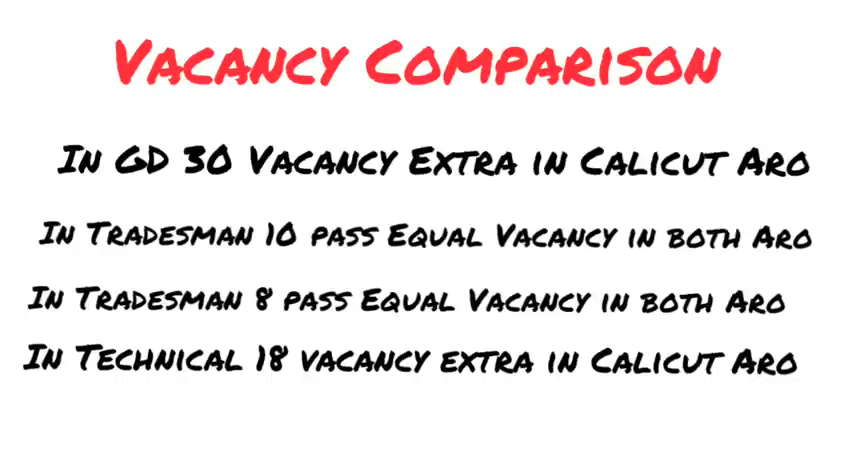 Vacancy Comparison
In GD 30 Vacancy Extra in Calicut Aro
In Tradesman 10 pass Equal Vacancy in both Aro
In Tradesman 8 pass Equal Vacancy in both Aro
In Technical 18 vacancy extra in Calicut Aro